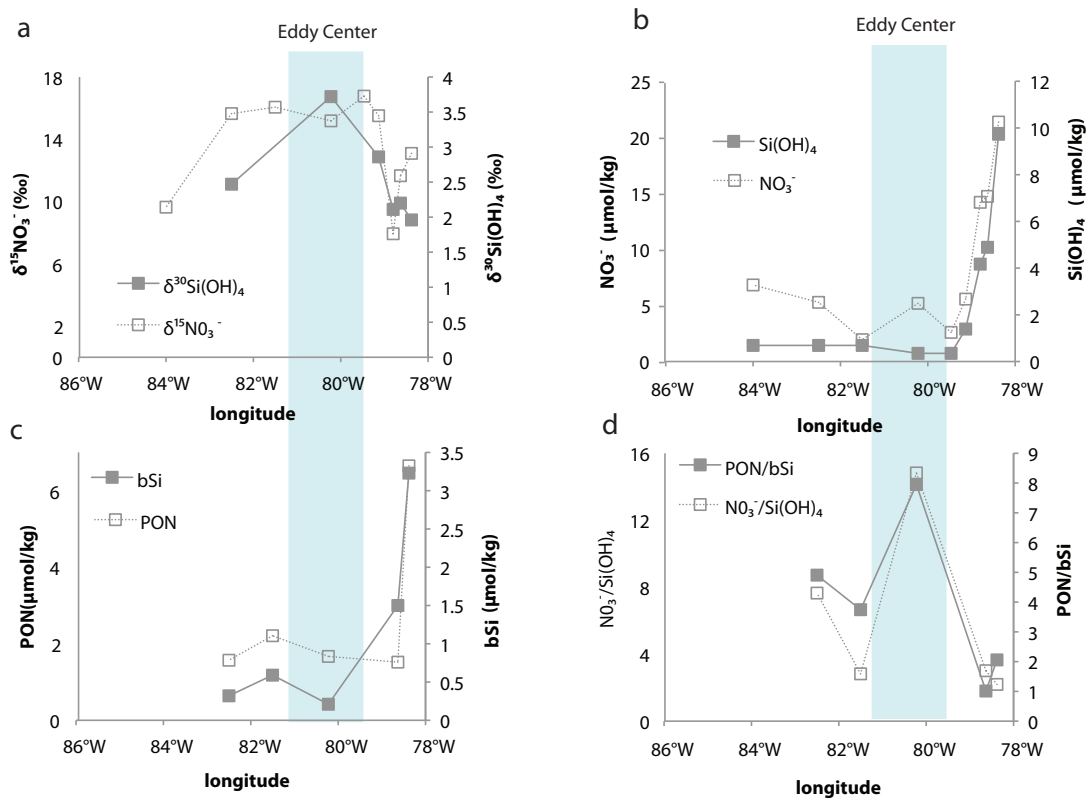 a
Eddy Center
18
14
10
6
2
0
δ¹⁵NO₃⁻ (‰)
4
3.5
3
2.5
2
1.5
1
0.5
0
δ³⁰Si(OH)₄ (‰)
δ³⁰Si(OH)₄
δ¹⁵N0₃⁻
86°W 84°W 82°W 80°W 78°W
longitude
b
Eddy Center
25
20
15
10
5
0
NO₃⁻ (µmol/kg)
12
10
8
6
4
2
0
Si(OH)₄ (µmol/kg)
Si(OH)₄
NO₃⁻
86°W 84°W 82°W 80°W 78°W
longitude
c
6
4
2
0
PON(µmol/kg)
3.5
3
2.5
2
1.5
1
0.5
0
bSi (µmol/kg)
bSi
PON
86°W 84°W 82°W 80°W 78°W
longitude
d
16
12
8
4
0
N0₃⁻/Si(OH)₄
9
8
7
6
5
4
3
2
1
0
PON/bSi
PON/bSi
N0₃⁻/Si(OH)₄
86°W 84°W 82°W 80°W 78°W
longitude